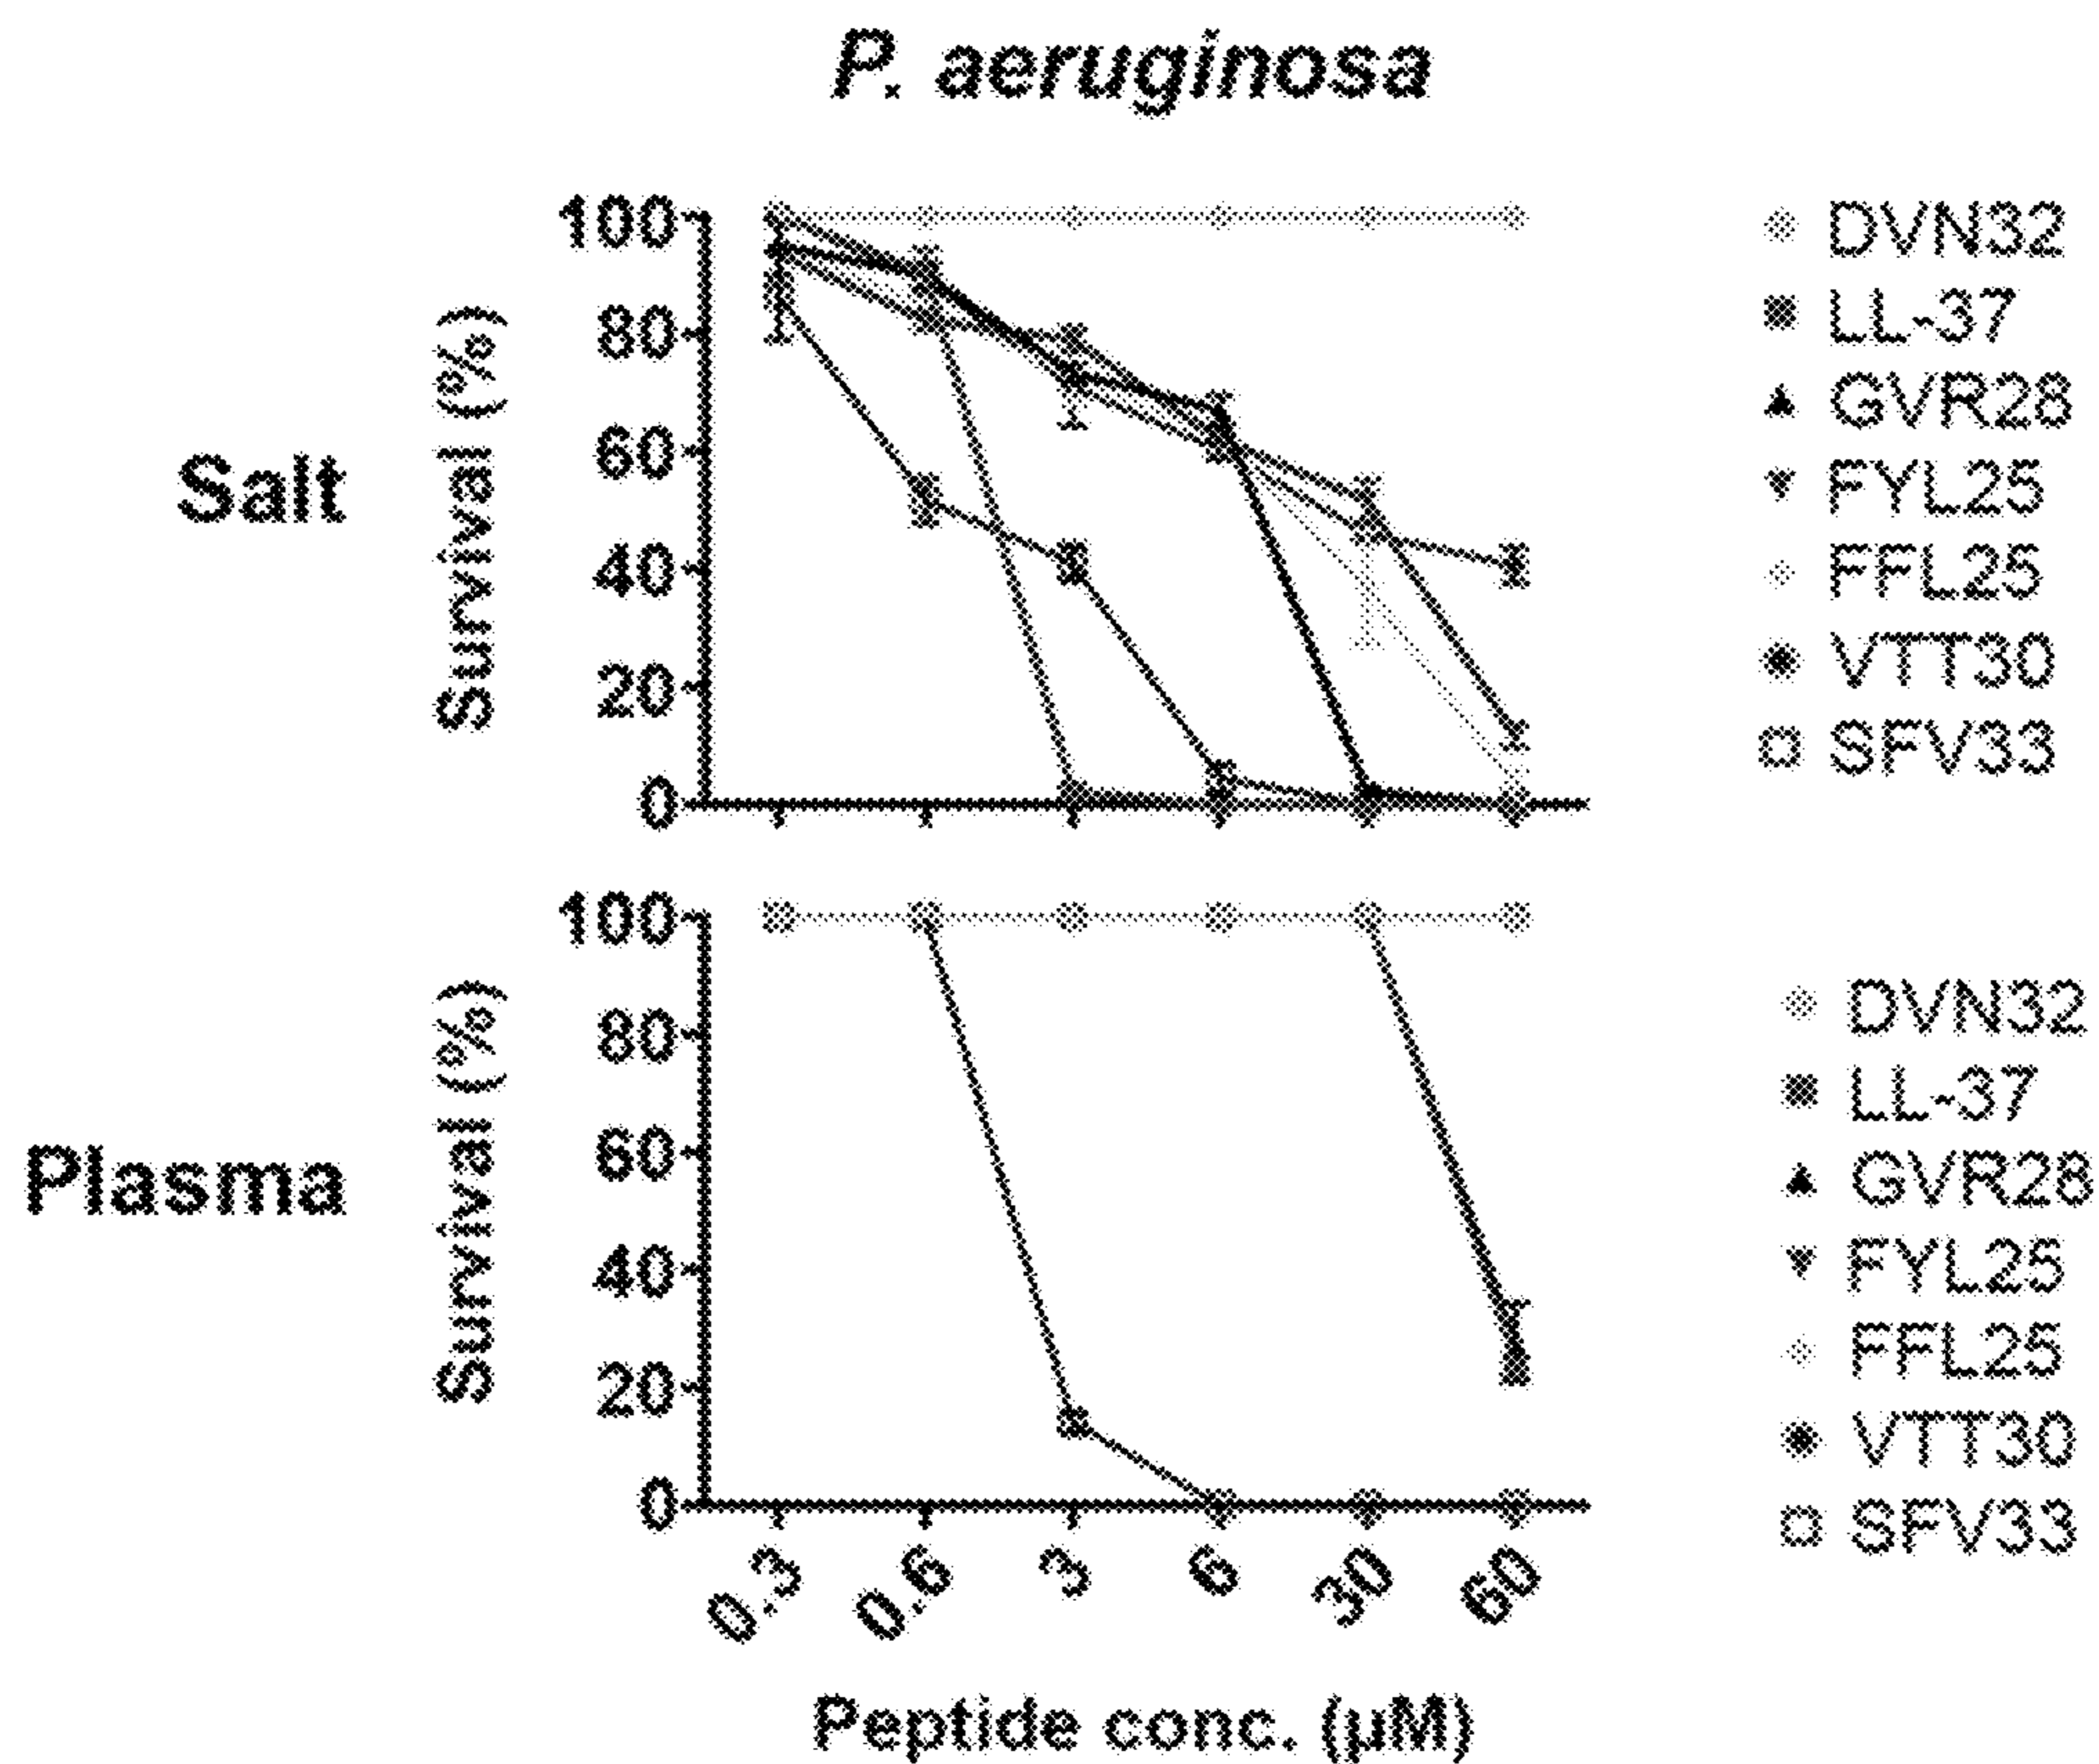 P. aeruginosa
Salt
Survival (%)
100
80
60
40
20
0
DVN32
LL-37
GVR28
FYL25
FFL25
VTT30
SFV33
Plasma
Survival (%)
100
80
60
40
20
0
DVN32
LL-37
GVR28
FYL25
FFL25
VTT30
SFV33
0.3 0.6 3 6 30 60
Peptide conc. (µM)